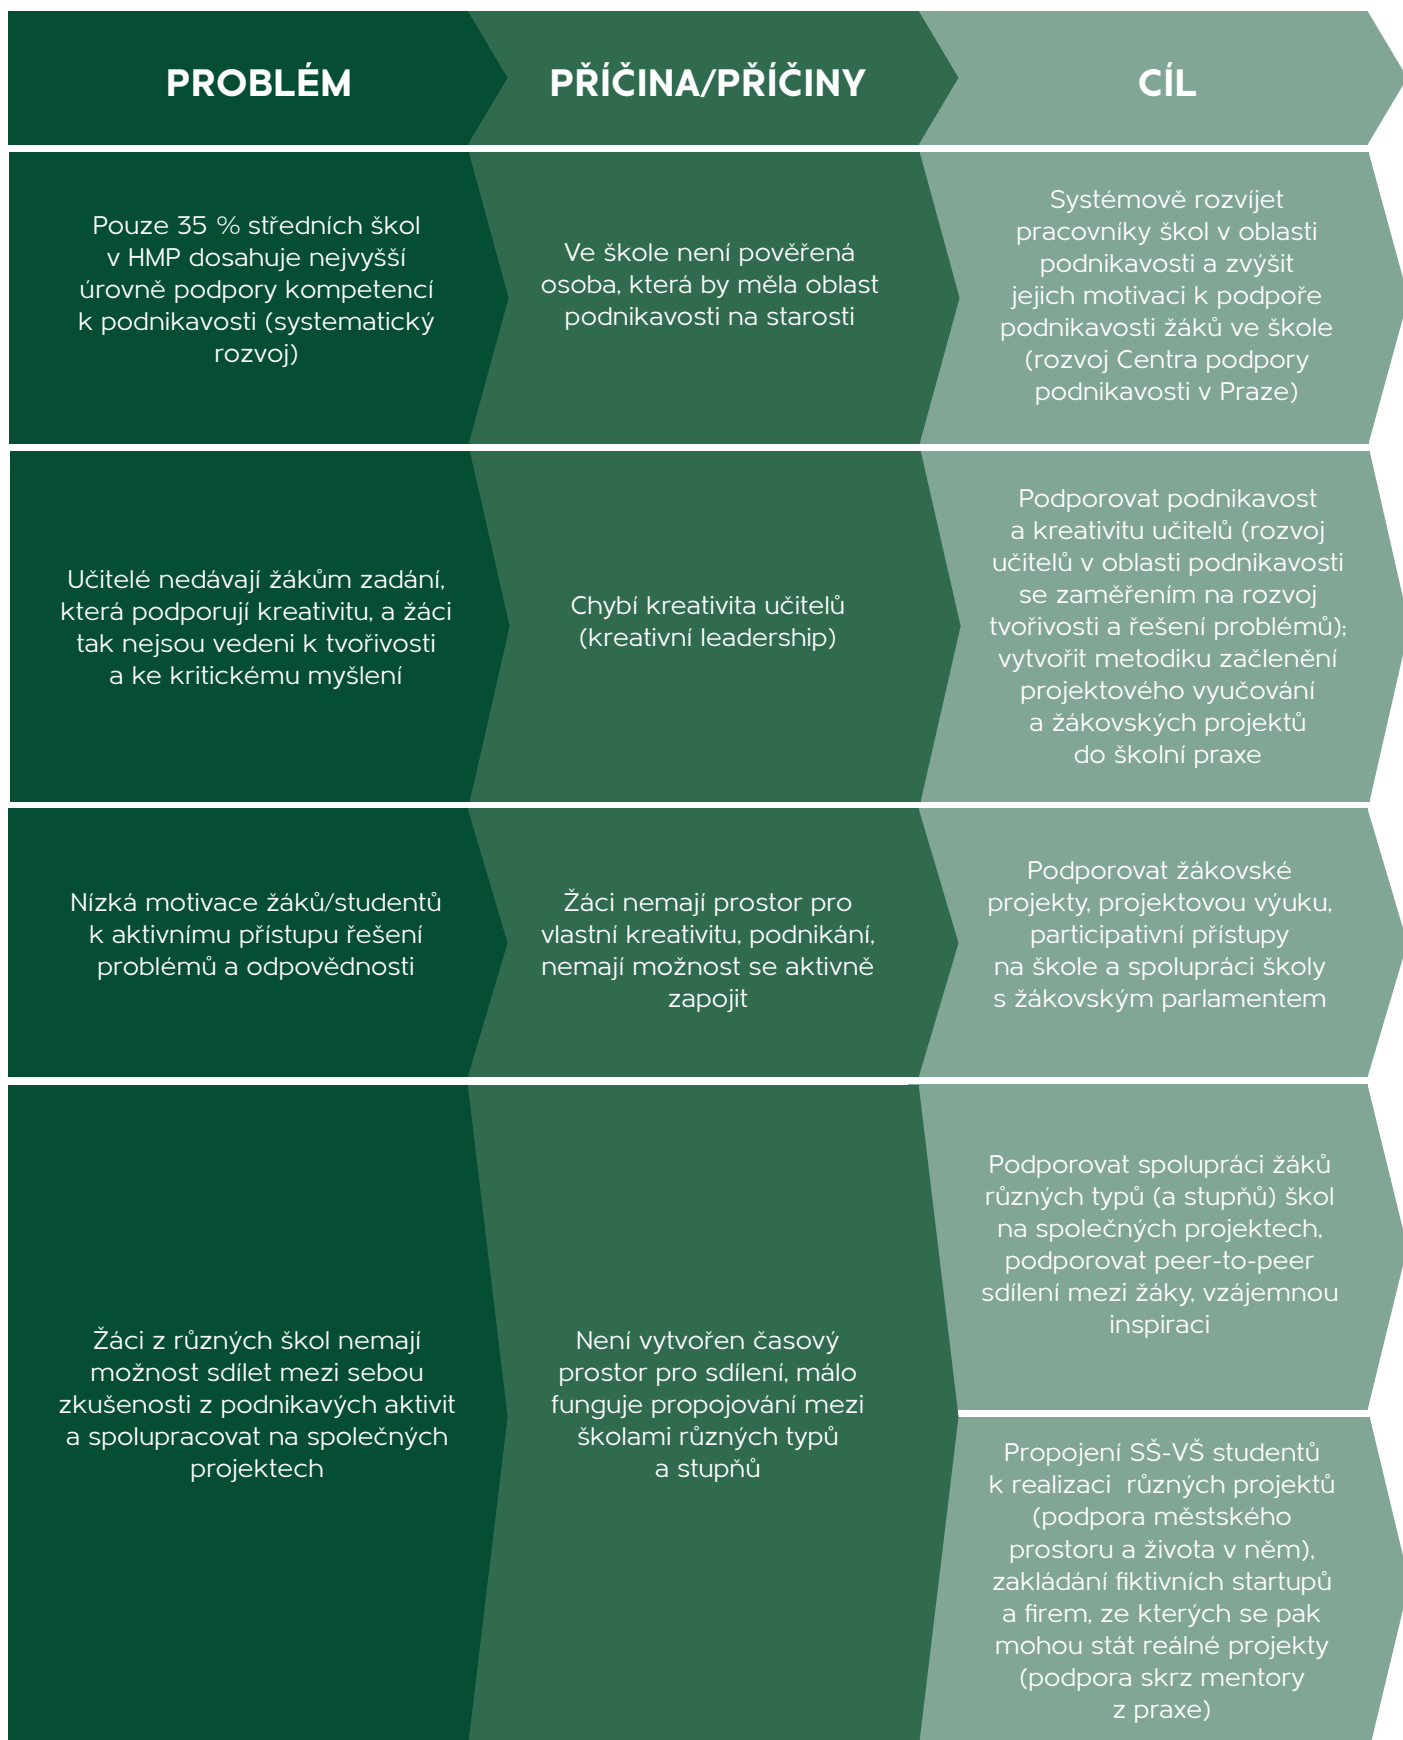 PROBLÉM
PŘÍČINA/PŘÍČINY
CÍL
Pouze 35 % středních škol
v HMP dosahuje nejvyšší
úrovně podpory kompetencí
k podnikavosti (systematický
rozvoj)
Ve škole není pověřená
osoba, která by měla oblast
podnikavosti na starosti
Systémově rozvíjet
pracovníky škol v oblasti
podnikavosti a zvýšit
jejich motivaci k podpoře
podnikavosti žáků ve škole
(rozvoj Centra podpory
podnikavosti v Praze)
Učitelé nedávají žákům zadání,
která podporují kreativitu, a žáci
tak nejsou vedeni k tvořivosti
a ke kritickému myšlení
Chybí kreativita učitelů
(kreativní leadership)
Podporovat podnikavost
a kreativitu učitelů (rozvoj
učitelů v oblasti podnikavosti
se zaměřením na rozvoj
tvořivosti a řešení problémů);
vytvořit metodiku začlenění
projektového vyučování
a žákovských projektů
do školní praxe
Nízká motivace žáků/studentů
k aktivnímu přístupu řešení
problémů a odpovědnosti
Žáci nemají prostor pro
vlastní kreativitu, podnikání,
nemají možnost se aktivně
zapojit
Podporovat žákovské
projekty, projektovou výuku,
participativní přístupy
na škole a spolupráci školy
s žákovským parlamentem
Žáci z různých škol nemají
možnost sdílet mezi sebou
zkušenosti z podnikavých aktivit
a spolupracovat na společných
projektech
Není vytvořen časový
prostor pro sdílení, málo
funguje propojování mezi
školami různých typů
a stupňů
Podporovat spolupráci žáků
různých typů (a stupňů) škol
na společných projektech,
podporovat peer-to-peer
sdílení mezi žáky, vzájemnou
inspiraci
Propojení SŠ-VŠ studentů
k realizaci  různých projektů
(podpora městského
prostoru a života v něm),
zakládání fiktivních startupů
a firem, ze kterých se pak
mohou stát reálné projekty
(podpora skrz mentory
z praxe)